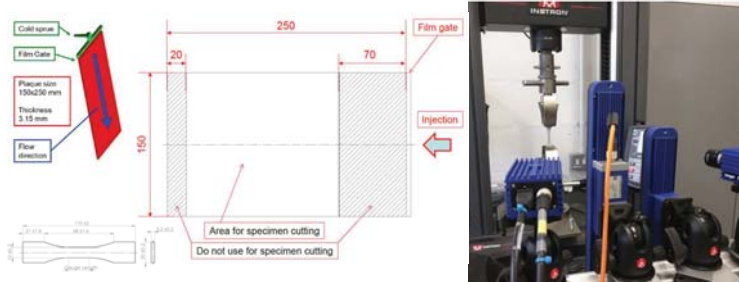 Cold sprue
Film Gate
Plaque size
150x250 mm
Thickness
3.15 mm
Flow
direction
250
20
70
150
Film gate
Injection
Area for specimen cutting
Do not use for specimen cutting
INSTRON